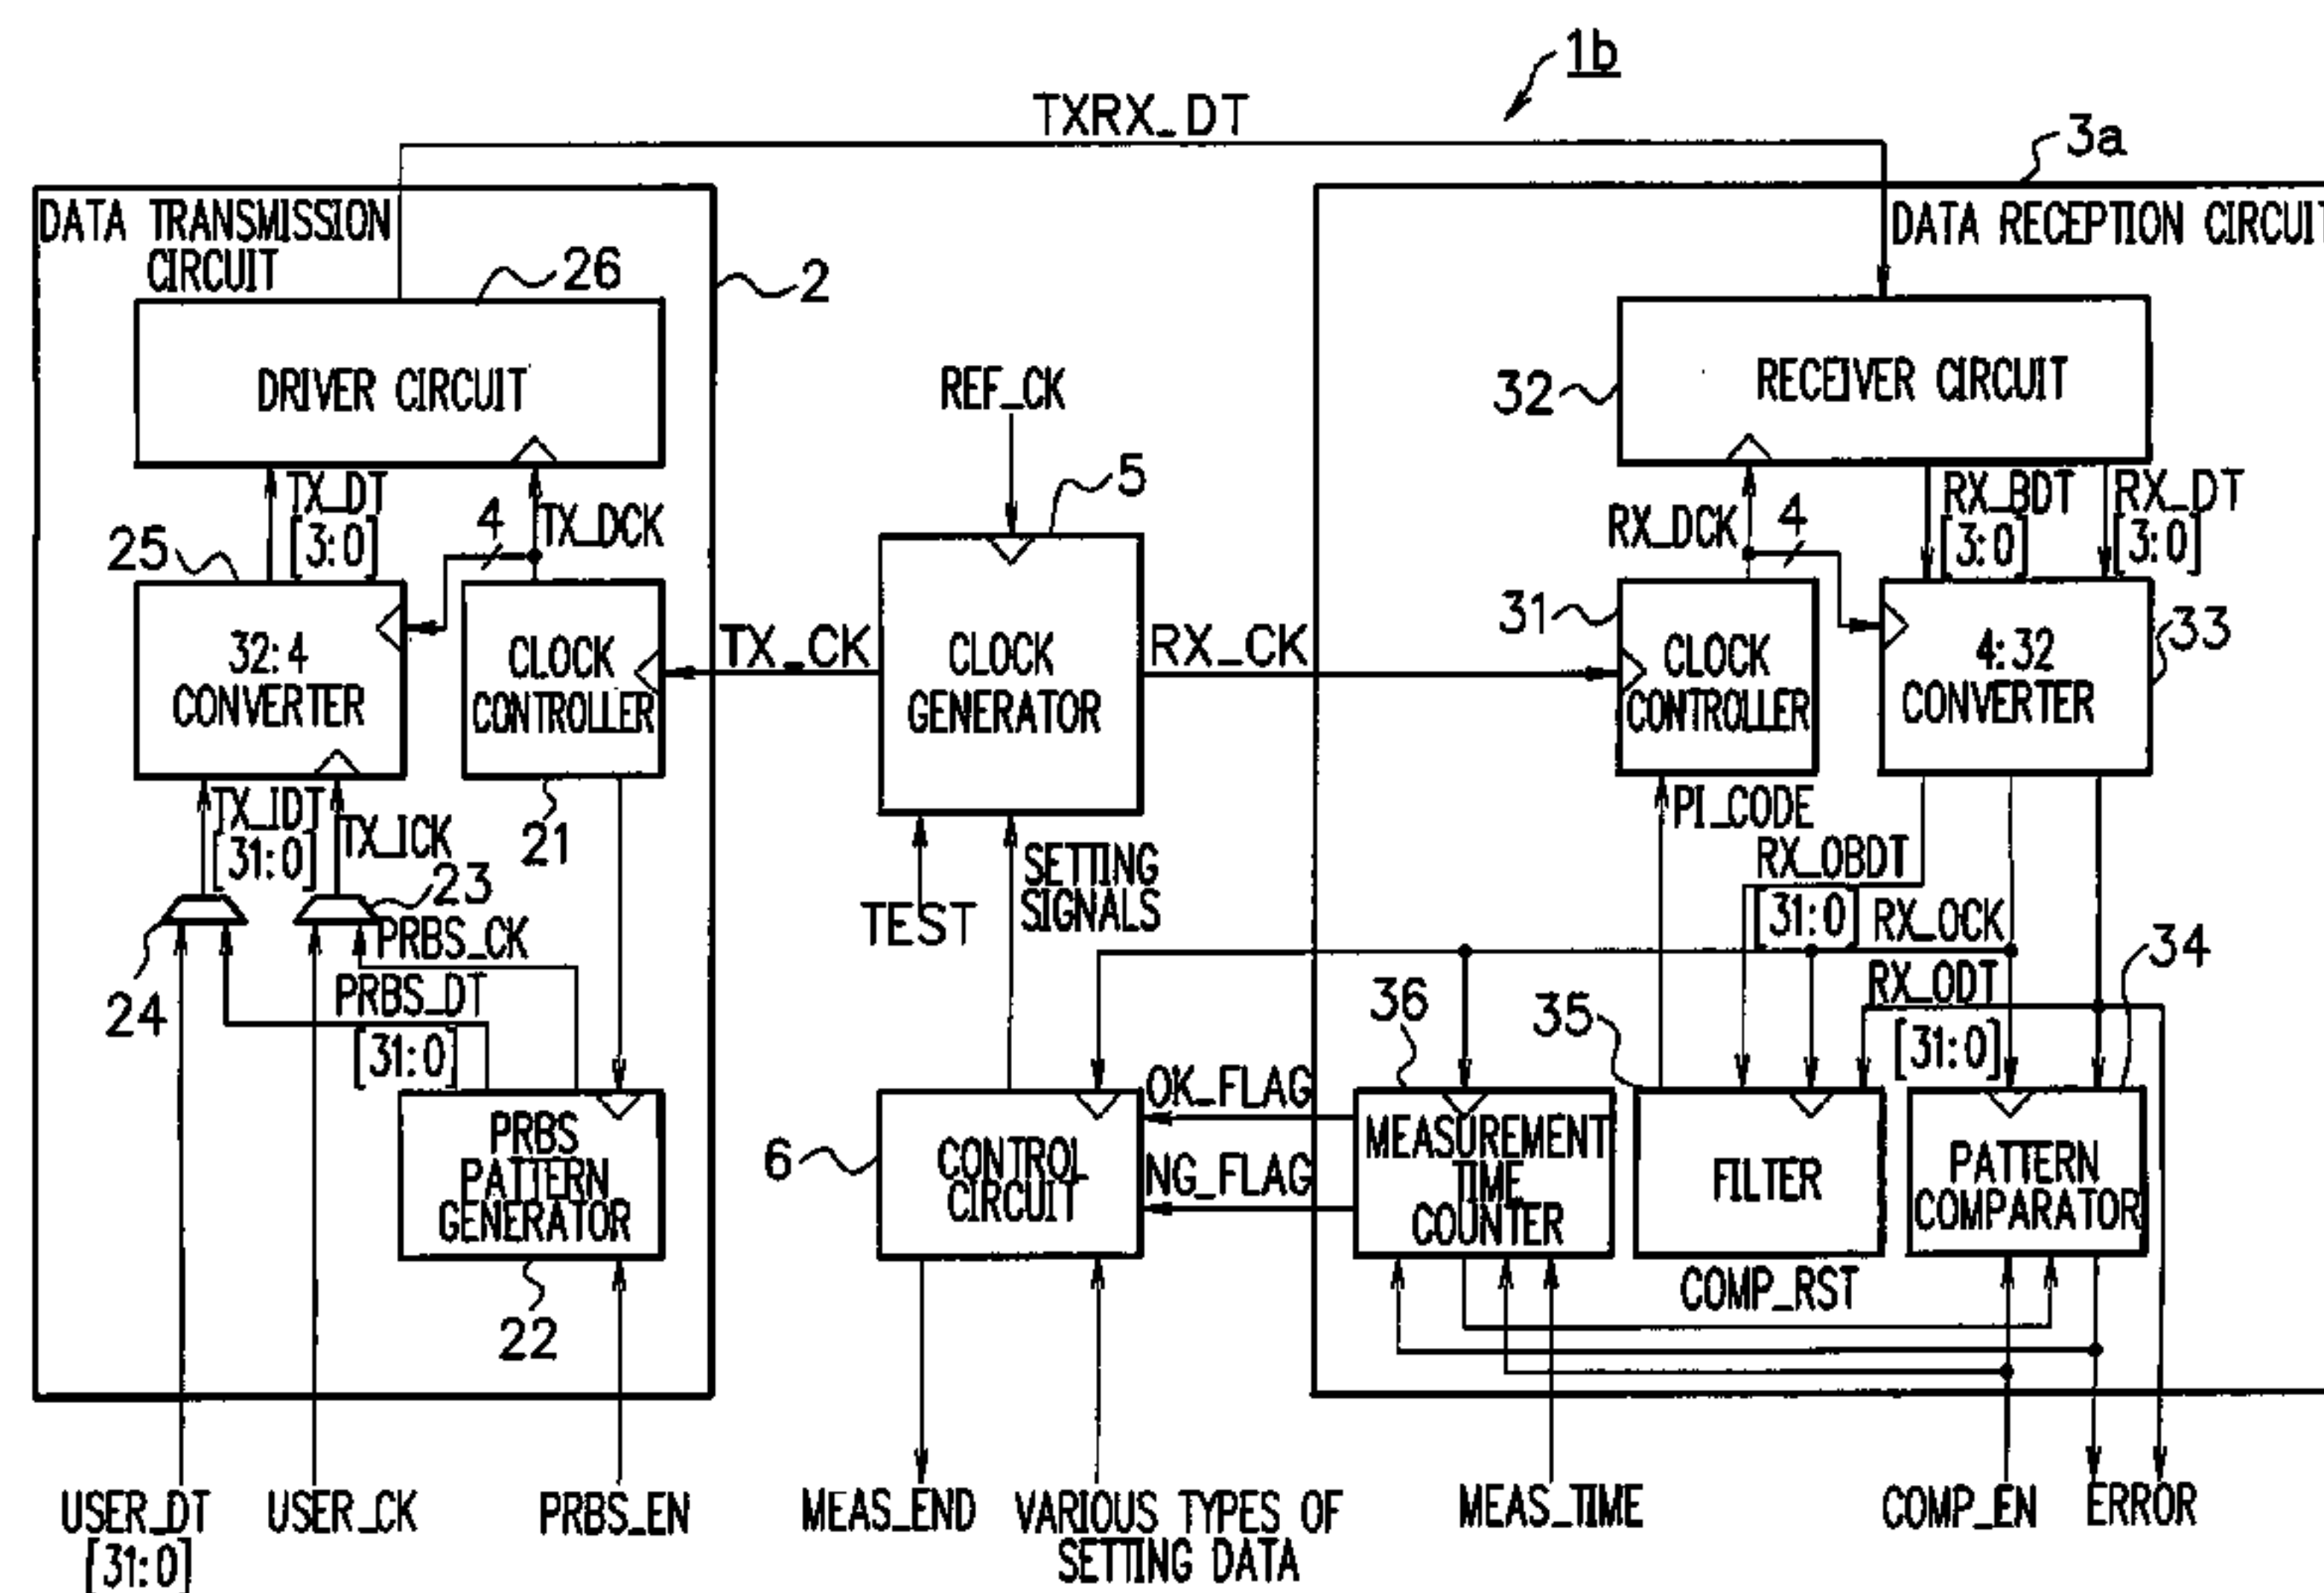 1b
TXRX_DT
3a
DATA TRANSMISSION
CIRCUIT
26
2
DRIVER CIRCUIT
REF_CK
DATA RECEPTION CIRCUIT
32
RECEIVER CIRCUIT
TX_DT
[3:0]
4
TX_DCK
25
5
RX_DCK
4
RX_BDT
[3:0]
RX_DT
[3:0]
32:4
CONVERTER
CLOCK
CONTROLLER
21
TX_CK
CLOCK
GENERATOR
RX_CK
31
CLOCK
CONTROLLER
4:32
CONVERTER
33
TX_IDT
[31:0]
TX_ICK
23
24
PRBS_CK
PRBS_DT
[31:0]
TEST
SETTING
SIGNALS
PI_CODE
RX_OBDT
[31:0]
RX_OCK
RX_ODT
[31:0]
34
36
35
PRBS
PATTERN
GENERATOR
22
6
CONTROL
CIRCUIT
OK_FLAG
NG_FLAG
MEASUREMENT
TIME
COUNTER
FILTER
PATTERN
COMPARATOR
COMP_RST
USER_DT
[31:0]
USER_CK
PRBS_EN
MEAS_END
VARIOUS TYPES OF
SETTING DATA
MEAS_TIME
COMP_EN
ERROR